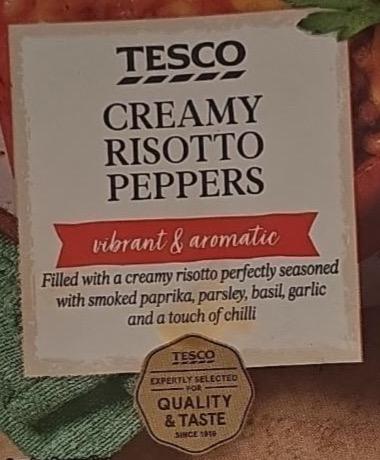 TESCO
CREAMY
RISOTTO
PEPPERS
vibrant & aromatic
Filled with a creamy risotto perfectly seasoned
with smoked paprika, parsley, basil, garlic
and a touch of chilli
TESCO
EXPERTLY SELECTED
FOR
QUALITY
& TASTE
SINCE 1919